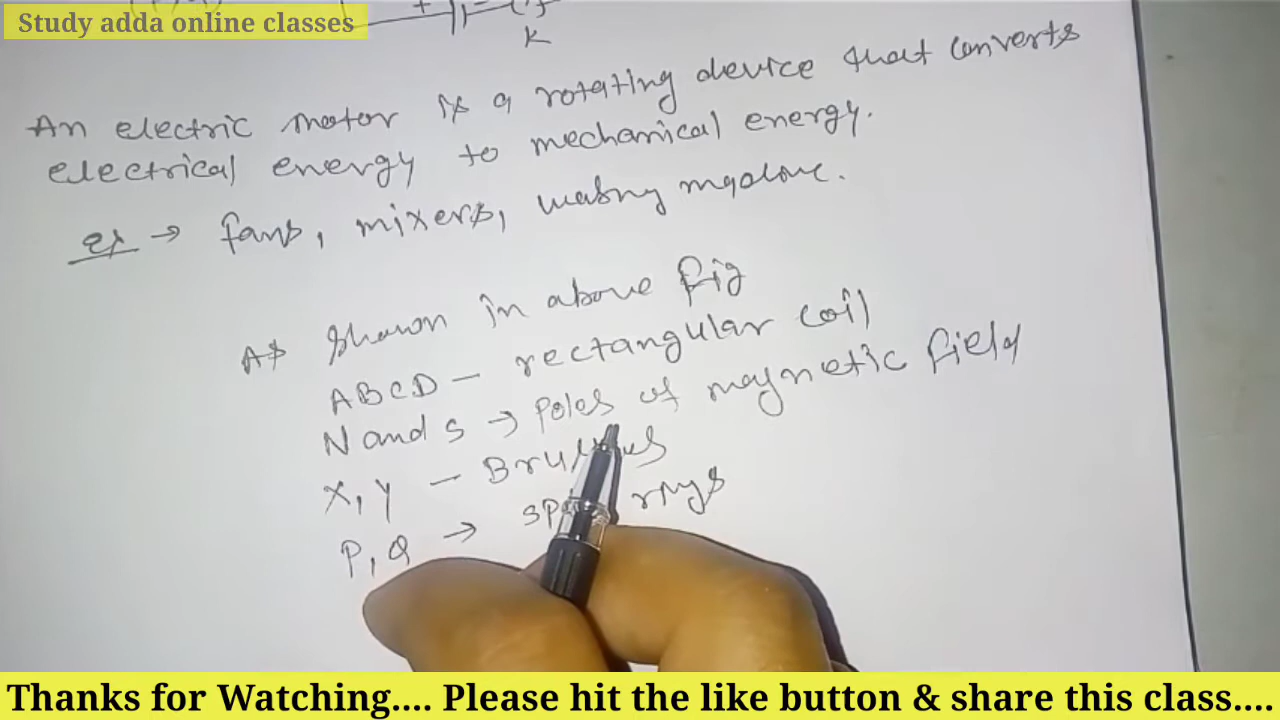 Study adda online classes
K
An electric motor is a rotating device that converts
electrical energy to mechanical energy.
ex → fans, mixers,
As shown in above fig
ABCD — rectangular coil
N and S → Poles of magnetic field
X, Y —
P, Q → rings
Thanks for Watching.... Please hit the like button & share this class....